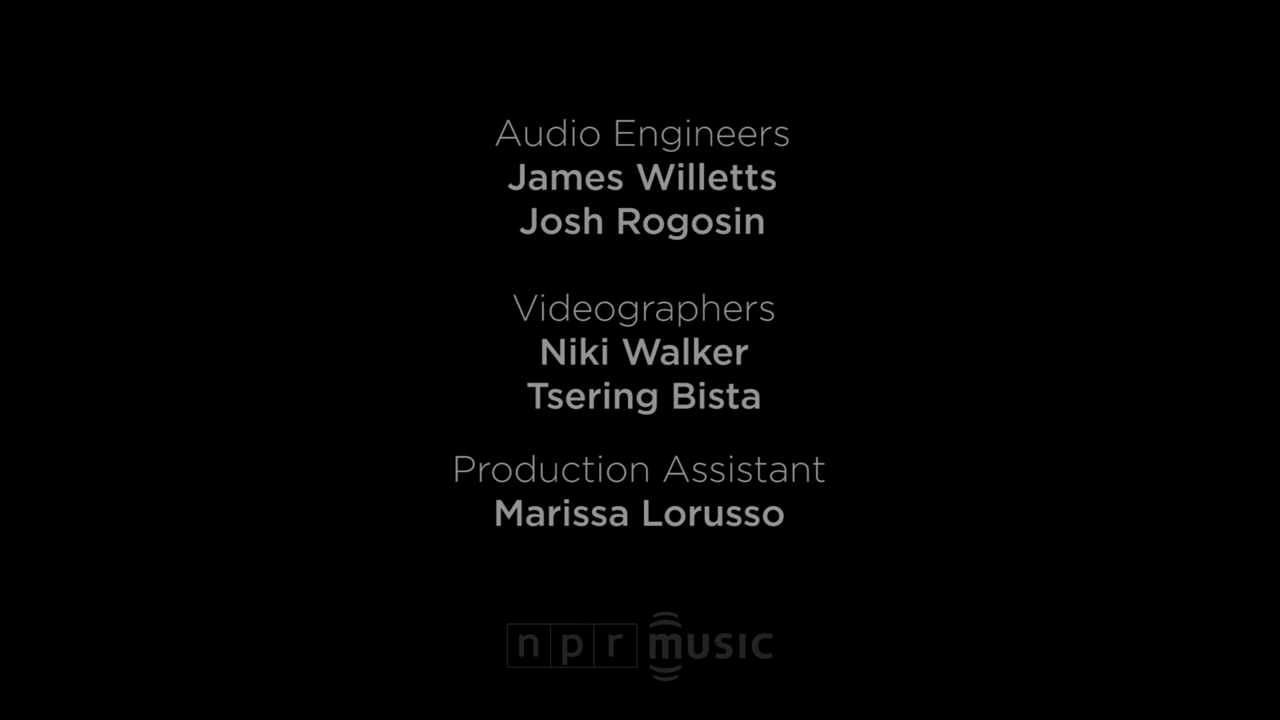 Audio Engineers
James Willetts
Josh Rogosin
Videographers
Niki Walker
Tsering Bista
Production Assistant
Marissa Lorusso
npr music